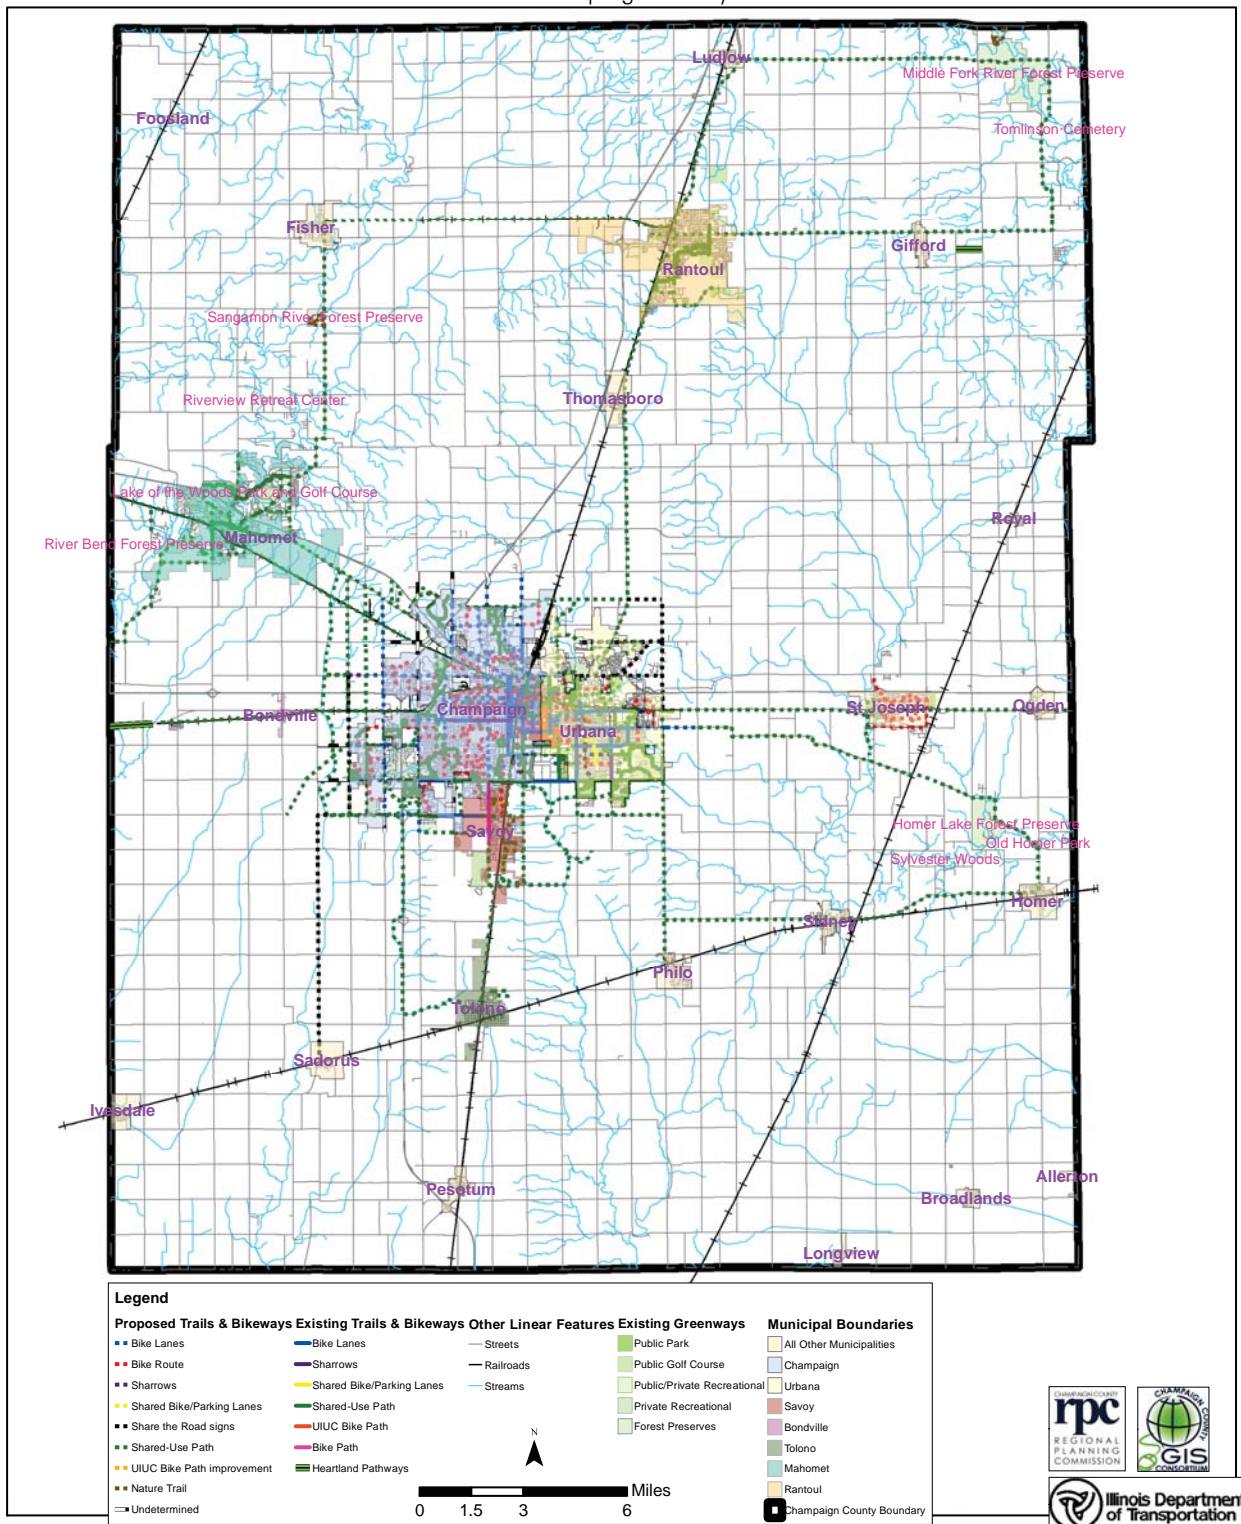 Ludlow
Middle Fork River Forest Preserve
Foosland
Tomlinson Cemetery
Fisher
Gifford
Rantoul
Sangamon River Forest Preserve
Riverview Retreat Center
Thomasboro
Lake of the Woods Park and Golf Course
Royal
Mahomet
River Bend Forest Preserve
Champaign
St Joseph
Ogden
Bondville
Urbana
Savoy
Homer Lake Forest Preserve
Old Homer Park
Sylvester Woods
Homer
Sidney
Philo
Tolono
Sadorus
Ivesdale
Allerton
Pesotum
Broadlands
Longview
Legend
Proposed Trails & Bikeways
Bike Lanes
Bike Route
Sharrows
Shared Bike/Parking Lanes
Share the Road signs
Shared-Use Path
UIUC Bike Path improvement
Nature Trail
Undetermined
Existing Trails & Bikeways
Bike Lanes
Sharrows
Shared Bike/Parking Lanes
Shared-Use Path
UIUC Bike Path
Bike Path
Heartland Pathways
Other Linear Features
Streets
Railroads
Streams
Existing Greenways
Public Park
Public Golf Course
Public/Private Recreational
Private Recreational
Forest Preserves
Municipal Boundaries
All Other Municipalities
Champaign
Urbana
Savoy
Bondville
Tolono
Mahomet
Rantoul
Champaign County Boundary
N
Miles
0 1.5 3 6
CHAMPAIGN COUNTY
rpc
REGIONAL
PLANNING
COMMISSION
CHAMPAIGN COUNTY
GIS
CONSORTIUM
Illinois Department
of Transportation